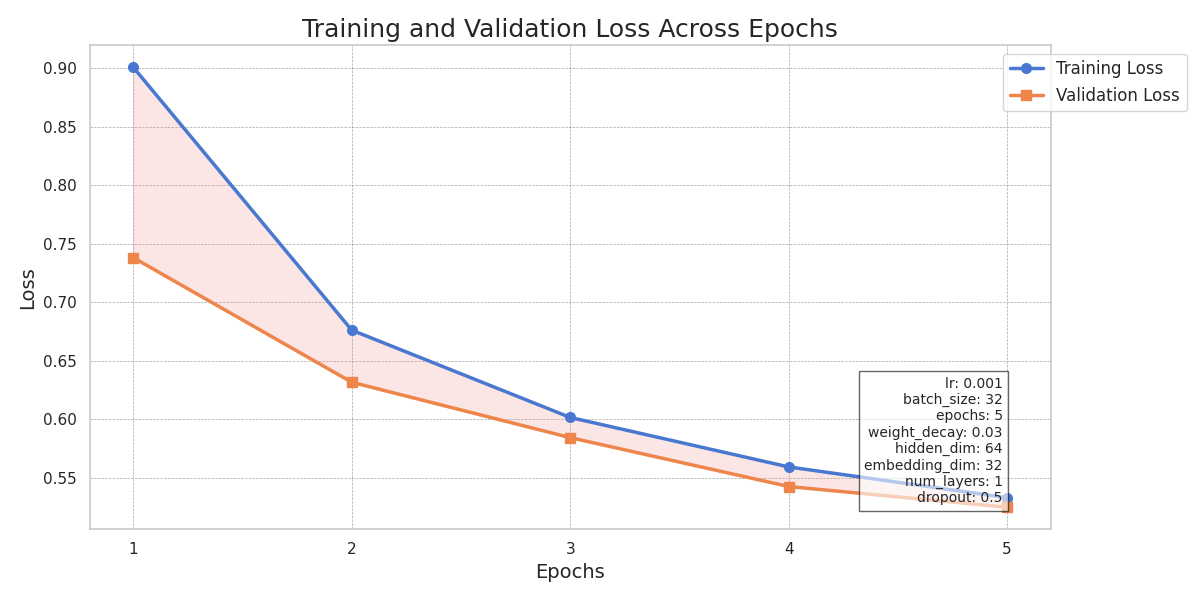 Training and Validation Loss Across Epochs
Training Loss
Validation Loss
Loss
0.90
0.85
0.80
0.75
0.70
0.65
0.60
0.55
lr: 0.001
batch_size: 32
epochs: 5
weight_decay: 0.03
hidden_dim: 64
embedding_dim: 32
num_layers: 1
dropout: 0.5
1 2 3 4 5
Epochs